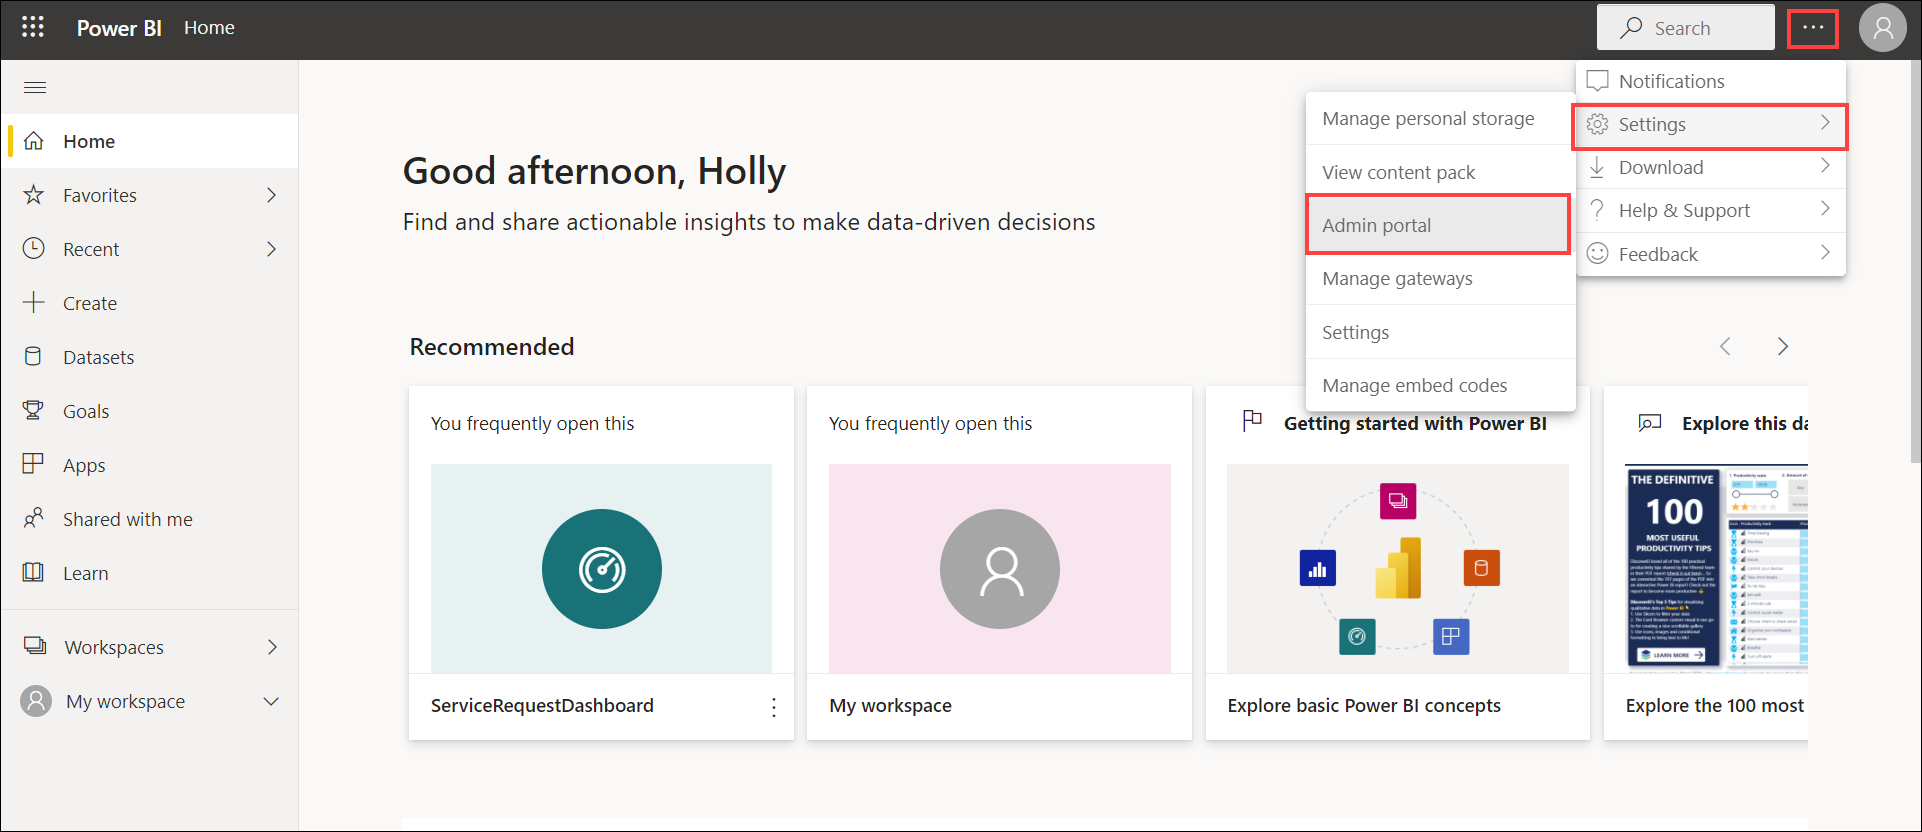 Power BI
Home
Search
Notifications
Settings
Download
Help & Support
Feedback
Manage personal storage
View content pack
Admin portal
Manage gateways
Settings
Manage embed codes
Home
Favorites
Recent
Create
Datasets
Goals
Apps
Shared with me
Learn
Workspaces
My workspace
Good afternoon, Holly
Find and share actionable insights to make data-driven decisions
Recommended
You frequently open this
ServiceRequestDashboard
You frequently open this
My workspace
Getting started with Power BI
Explore basic Power BI concepts
Explore this da
THE DEFINITIVE
100
MOST USEFUL
PRODUCTIVITY TIPS
LEARN MORE
Explore the 100 most